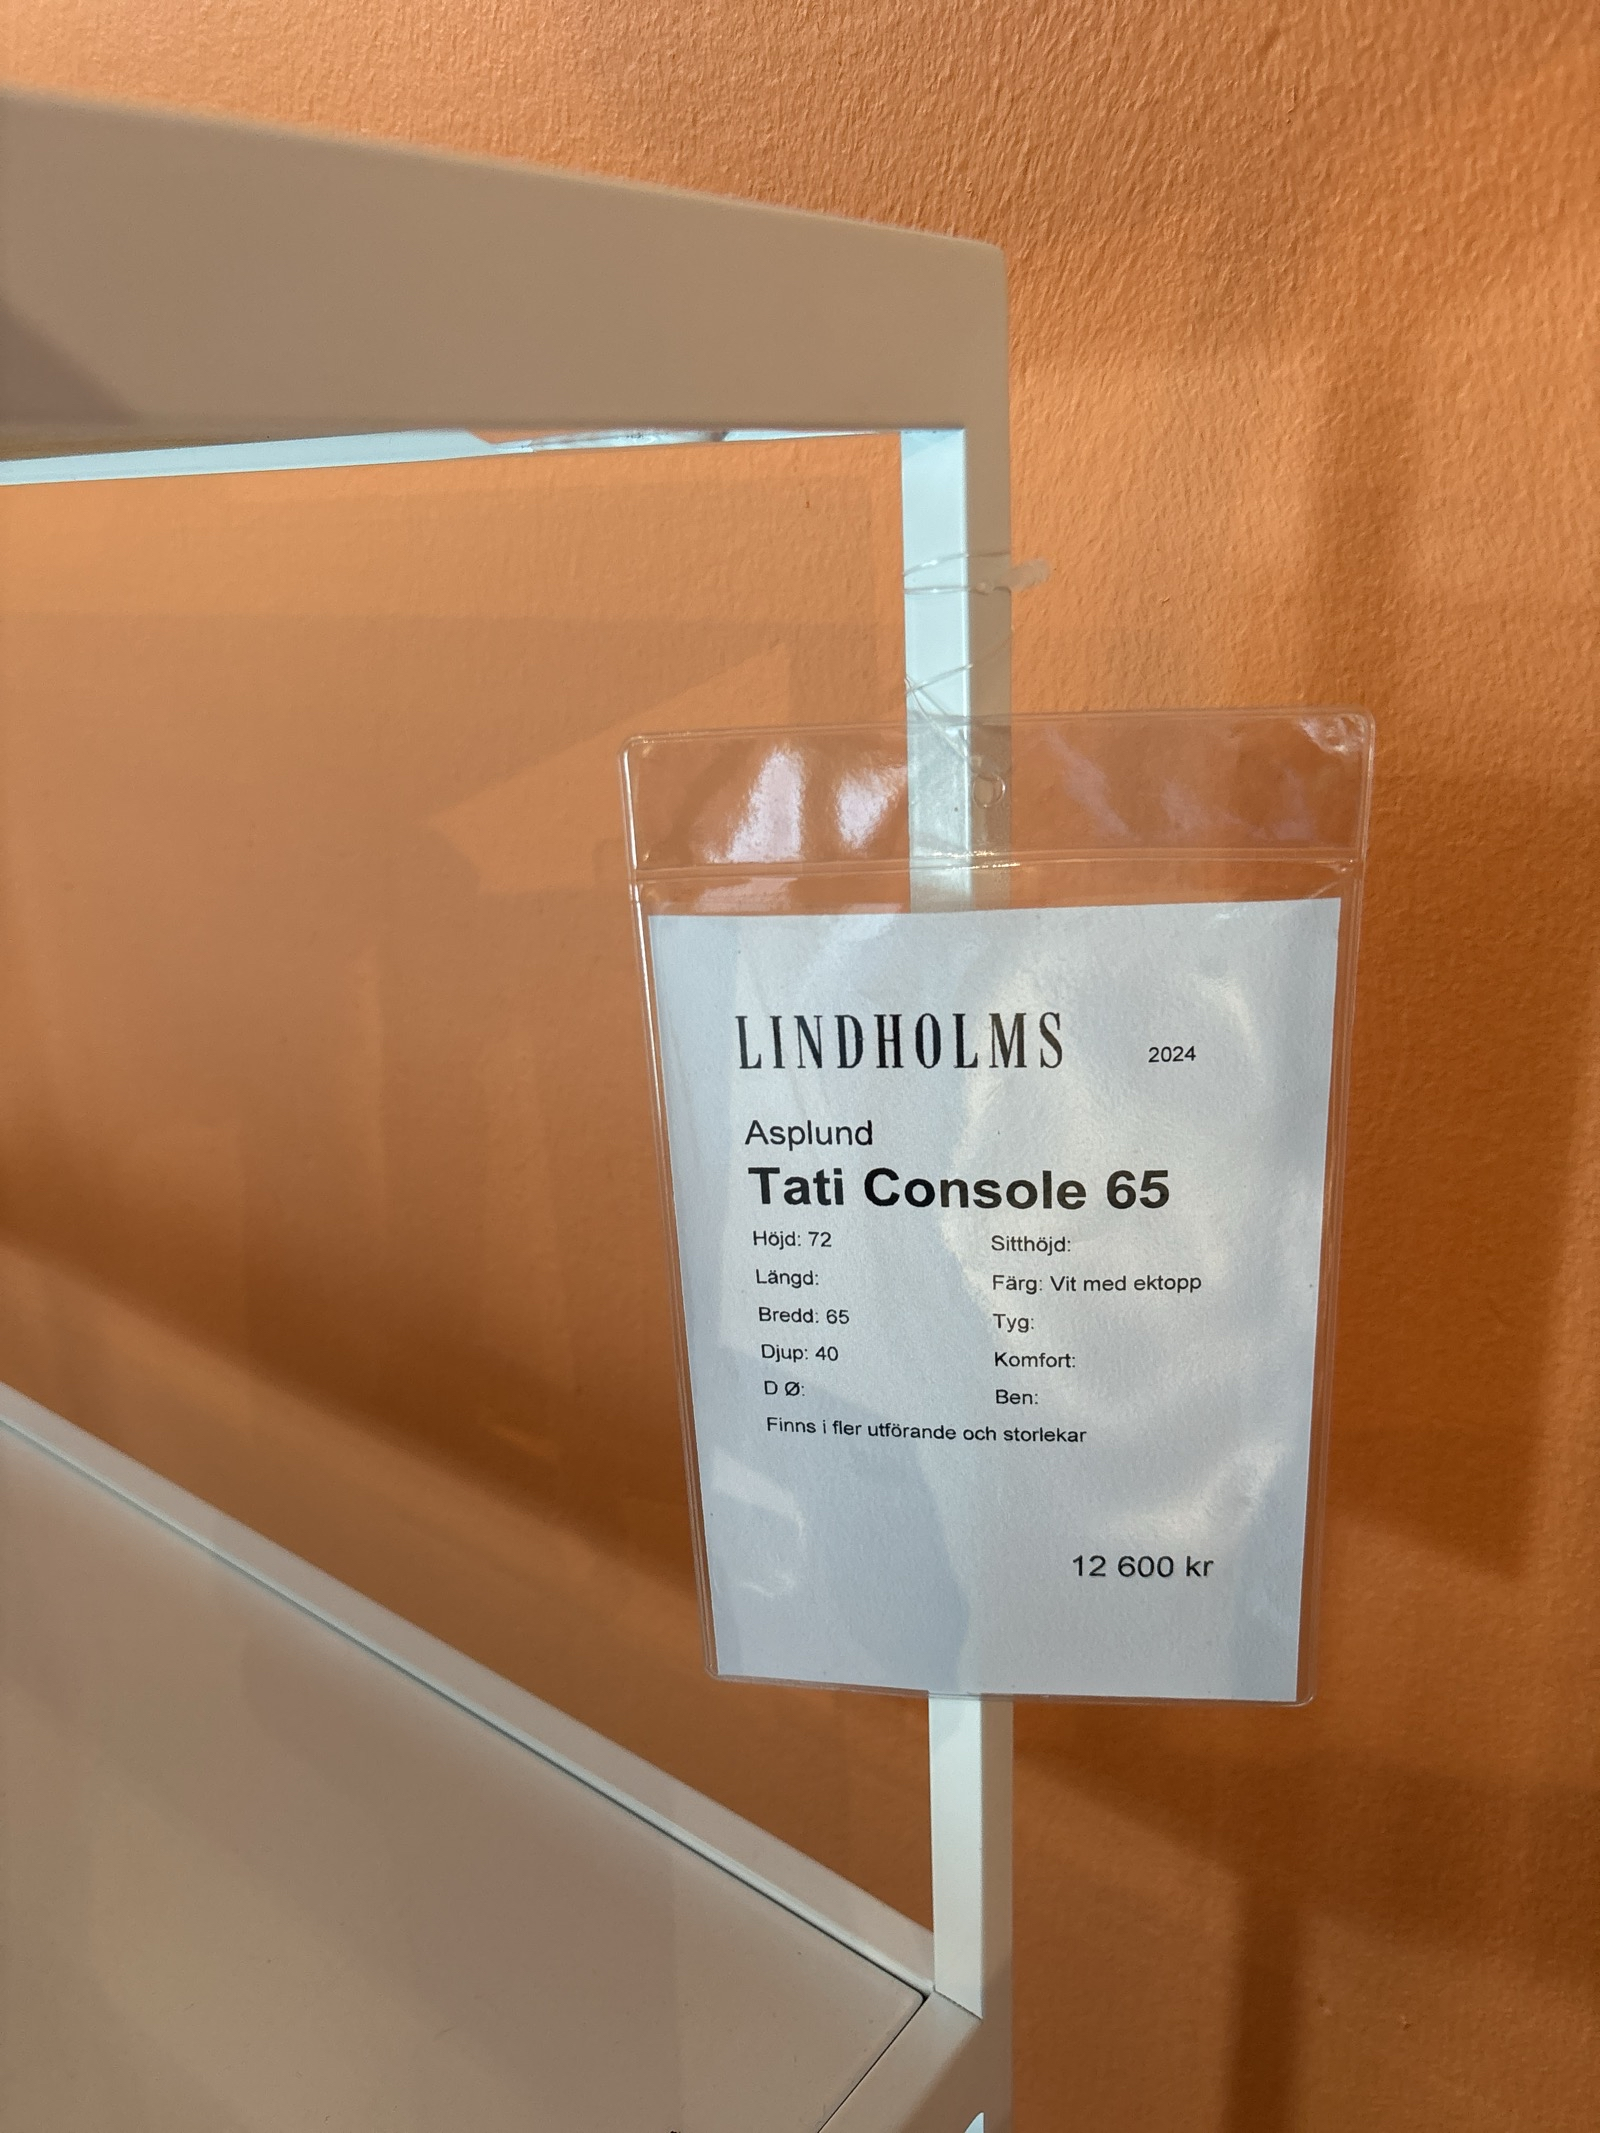 LINDHOLMS 2024
Asplund
Tati Console 65
Höjd: 72 Sitthöjd:
Längd: Färg: Vit med ektopp
Bredd: 65 Tyg:
Djup: 40 Komfort:
D Ø: Ben:
Finns i fler utförande och storlekar
12 600 kr